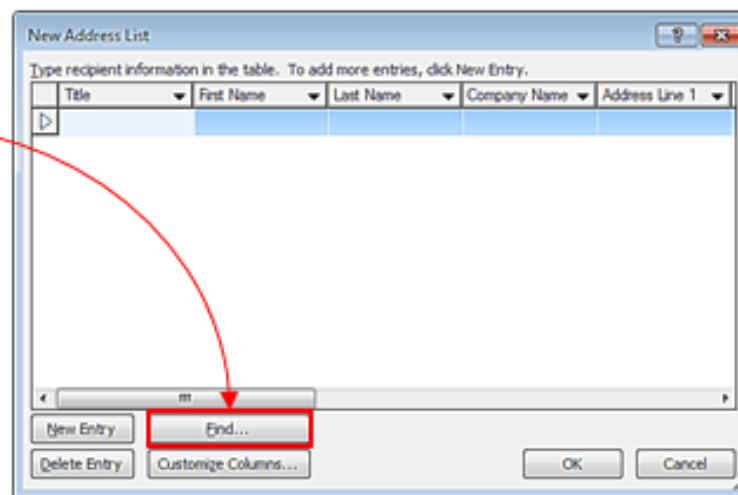 New Address List
Type recipient information in the table. To add more entries, click New Entry.
Title First Name Last Name Company Name Address Line 1
New Entry Find...
Delete Entry Customize Columns... OK Cancel